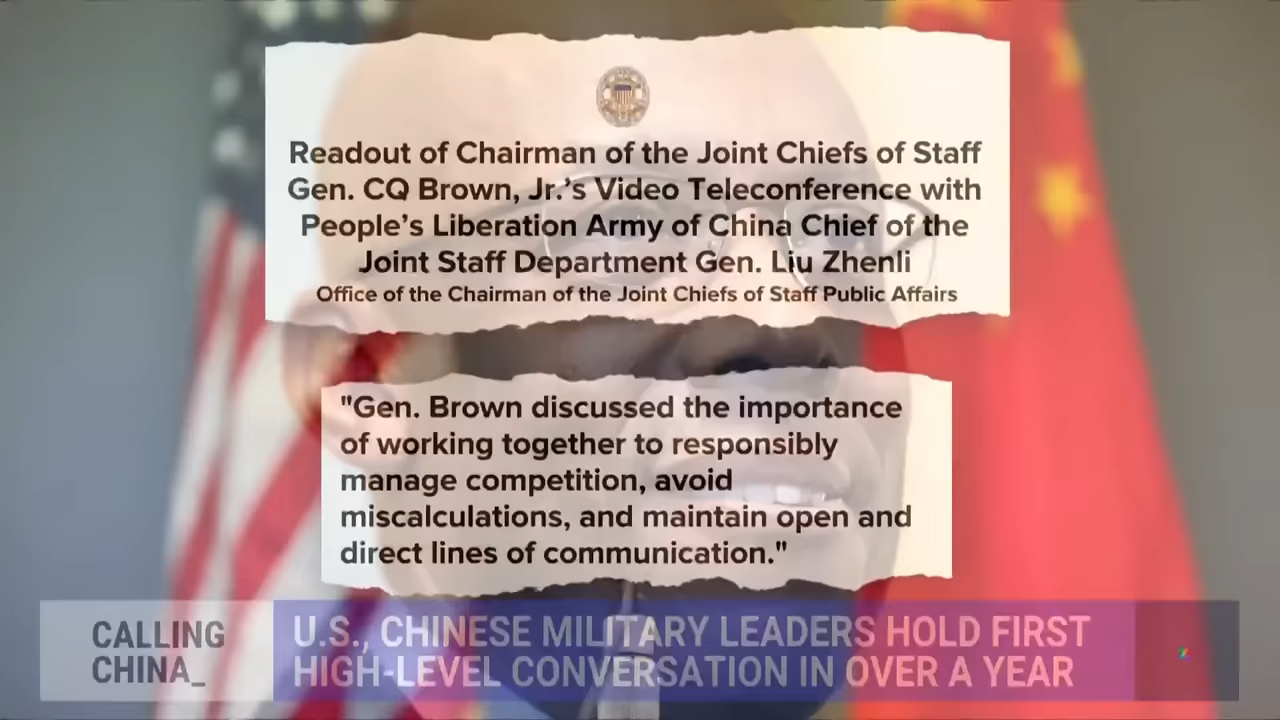 Readout of Chairman of the Joint Chiefs of Staff
Gen. CQ Brown, Jr.’s Video Teleconference with
People’s Liberation Army of China Chief of the
Joint Staff Department Gen. Liu Zhenli
Office of the Chairman of the Joint Chiefs of Staff Public Affairs
"Gen. Brown discussed the importance
of working together to responsibly
manage competition, avoid
miscalculations, and maintain open and
direct lines of communication."
CALLING
CHINA_
U.S., CHINESE MILITARY LEADERS HOLD FIRST
HIGH-LEVEL CONVERSATION IN OVER A YEAR